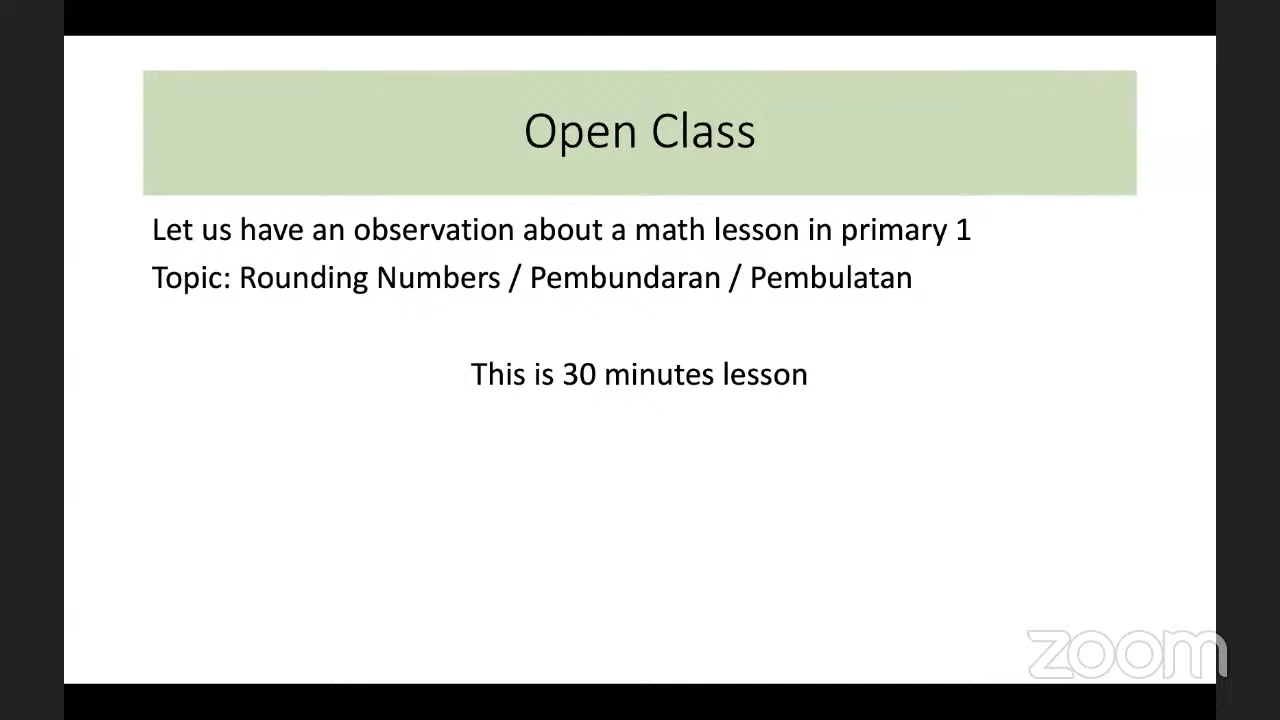 Open Class
Let us have an observation about a math lesson in primary 1
Topic: Rounding Numbers / Pembundaran / Pembulatan
This is 30 minutes lesson
zoom